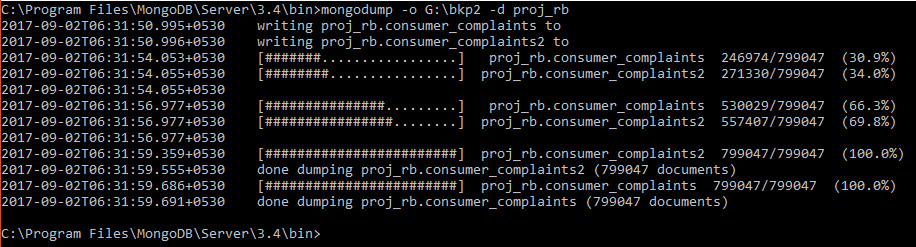 C:\Program Files\MongoDB\Server\3.4\bin>mongodump -o G:\bkp2 -d proj_rb
2017-09-02T06:31:50.995+0530    writing proj_rb.consumer_complaints to
2017-09-02T06:31:50.996+0530    writing proj_rb.consumer_complaints2 to
2017-09-02T06:31:54.053+0530    [#######.................]   proj_rb.consumer_complaints  246974/799047  (30.9%)
2017-09-02T06:31:54.055+0530    [########................]  proj_rb.consumer_complaints2  271330/799047  (34.0%)
2017-09-02T06:31:54.055+0530
2017-09-02T06:31:56.977+0530    [###############.........]   proj_rb.consumer_complaints  530029/799047  (66.3%)
2017-09-02T06:31:56.977+0530    [################........]  proj_rb.consumer_complaints2  557407/799047  (69.8%)
2017-09-02T06:31:56.977+0530
2017-09-02T06:31:59.359+0530    [########################]  proj_rb.consumer_complaints2  799047/799047  (100.0%)
2017-09-02T06:31:59.555+0530    done dumping proj_rb.consumer_complaints2 (799047 documents)
2017-09-02T06:31:59.686+0530    [########################]  proj_rb.consumer_complaints  799047/799047  (100.0%)
2017-09-02T06:31:59.691+0530    done dumping proj_rb.consumer_complaints (799047 documents)
C:\Program Files\MongoDB\Server\3.4\bin>